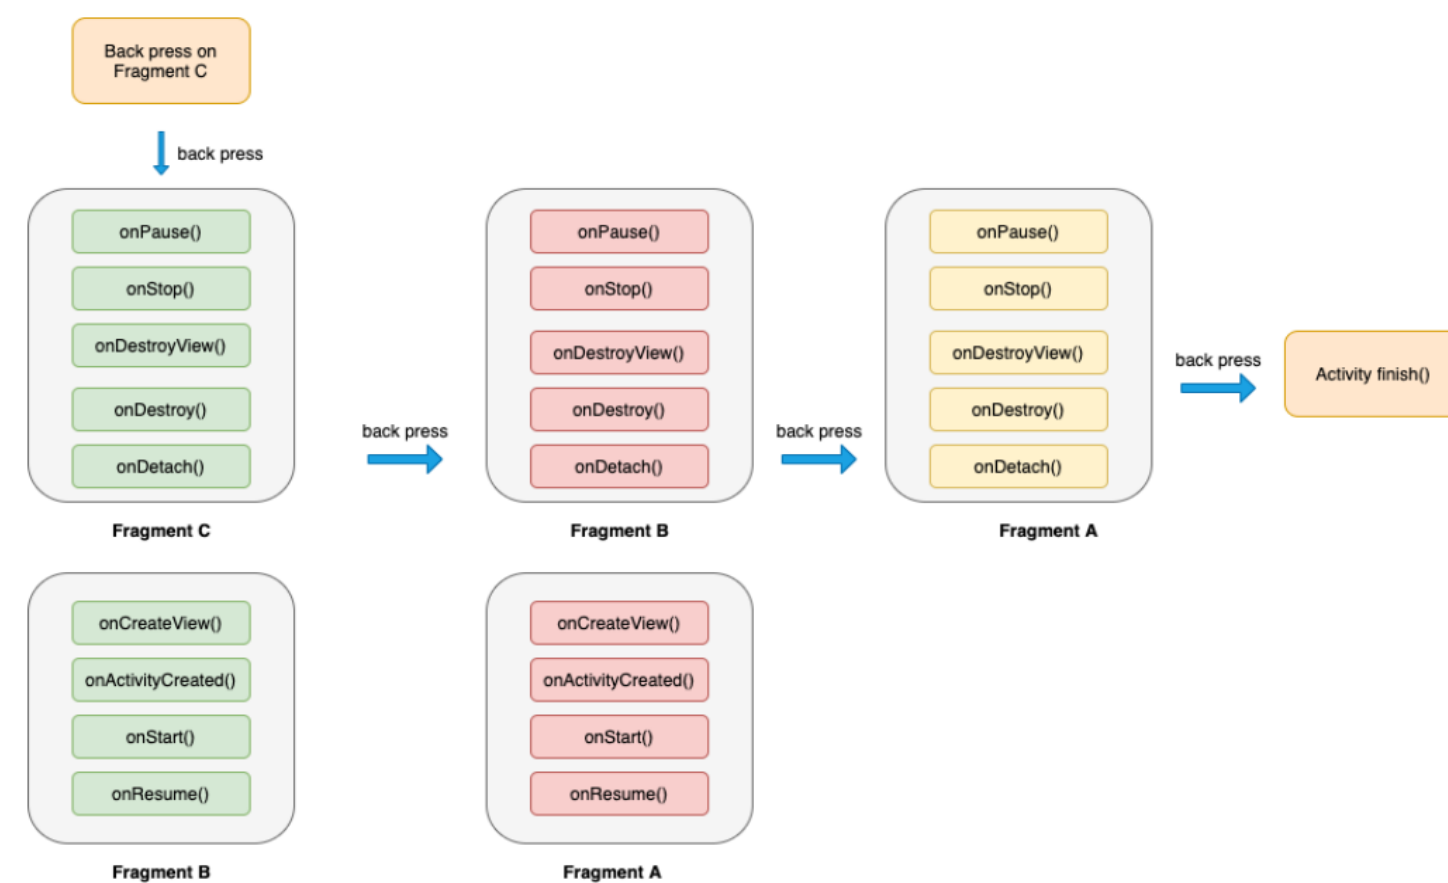 Back press on
Fragment C
back press
onPause()
onStop()
onDestroyView()
onDestroy()
onDetach()
Fragment C
onCreateView()
onActivityCreated()
onStart()
onResume()
Fragment B
back press
onPause()
onStop()
onDestroyView()
onDestroy()
onDetach()
Fragment B
onCreateView()
onActivityCreated()
onStart()
onResume()
Fragment A
back press
onPause()
onStop()
onDestroyView()
onDestroy()
onDetach()
Fragment A
back press
Activity finish()